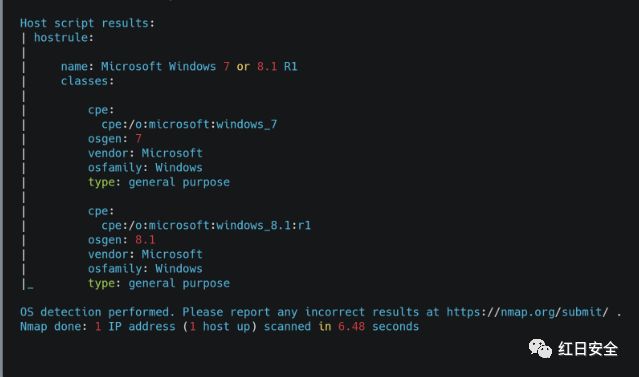 Host script results:
| hostrule:
|
|     name: Microsoft Windows 7 or 8.1 R1
|     classes:
|
|         cpe:
|           cpe:/o:microsoft:windows_7
|         osgen: 7
|         vendor: Microsoft
|         osfamily: Windows
|         type: general purpose
|
|         cpe:
|           cpe:/o:microsoft:windows_8.1:r1
|         osgen: 8.1
|         vendor: Microsoft
|         osfamily: Windows
|_        type: general purpose
OS detection performed. Please report any incorrect results at https://nmap.org/submit/ .
Nmap done: 1 IP address (1 host up) scanned in 6.48 seconds
红日安全